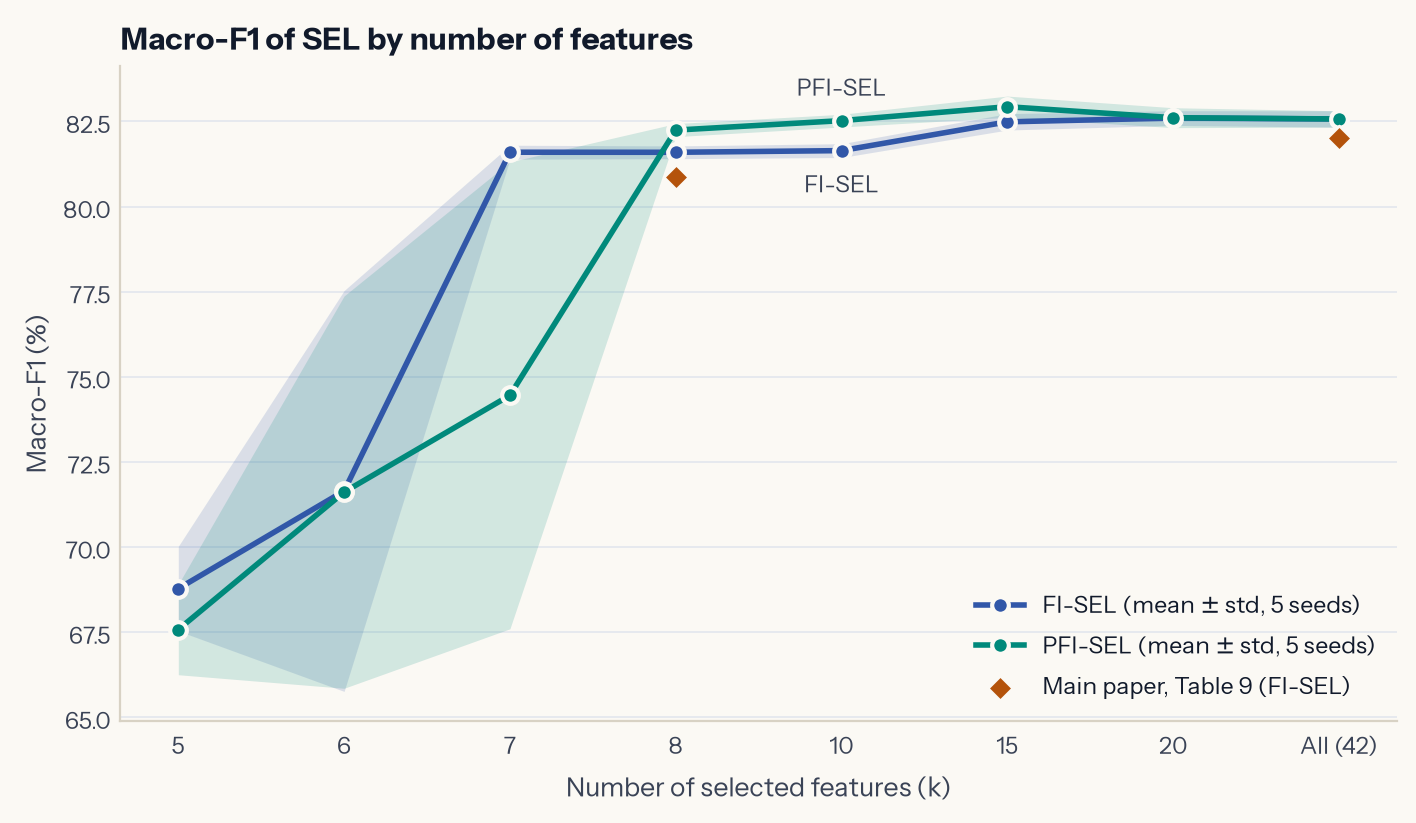 Macro-F1 of SEL by number of features
PFI-SEL
FI-SEL
82.5
80.0
77.5
75.0
72.5
70.0
67.5
65.0
Macro-F1 (%)
FI-SEL (mean ± std, 5 seeds)
PFI-SEL (mean ± std, 5 seeds)
Main paper, Table 9 (FI-SEL)
5 6 7 8 10 15 20 All (42)
Number of selected features (k)